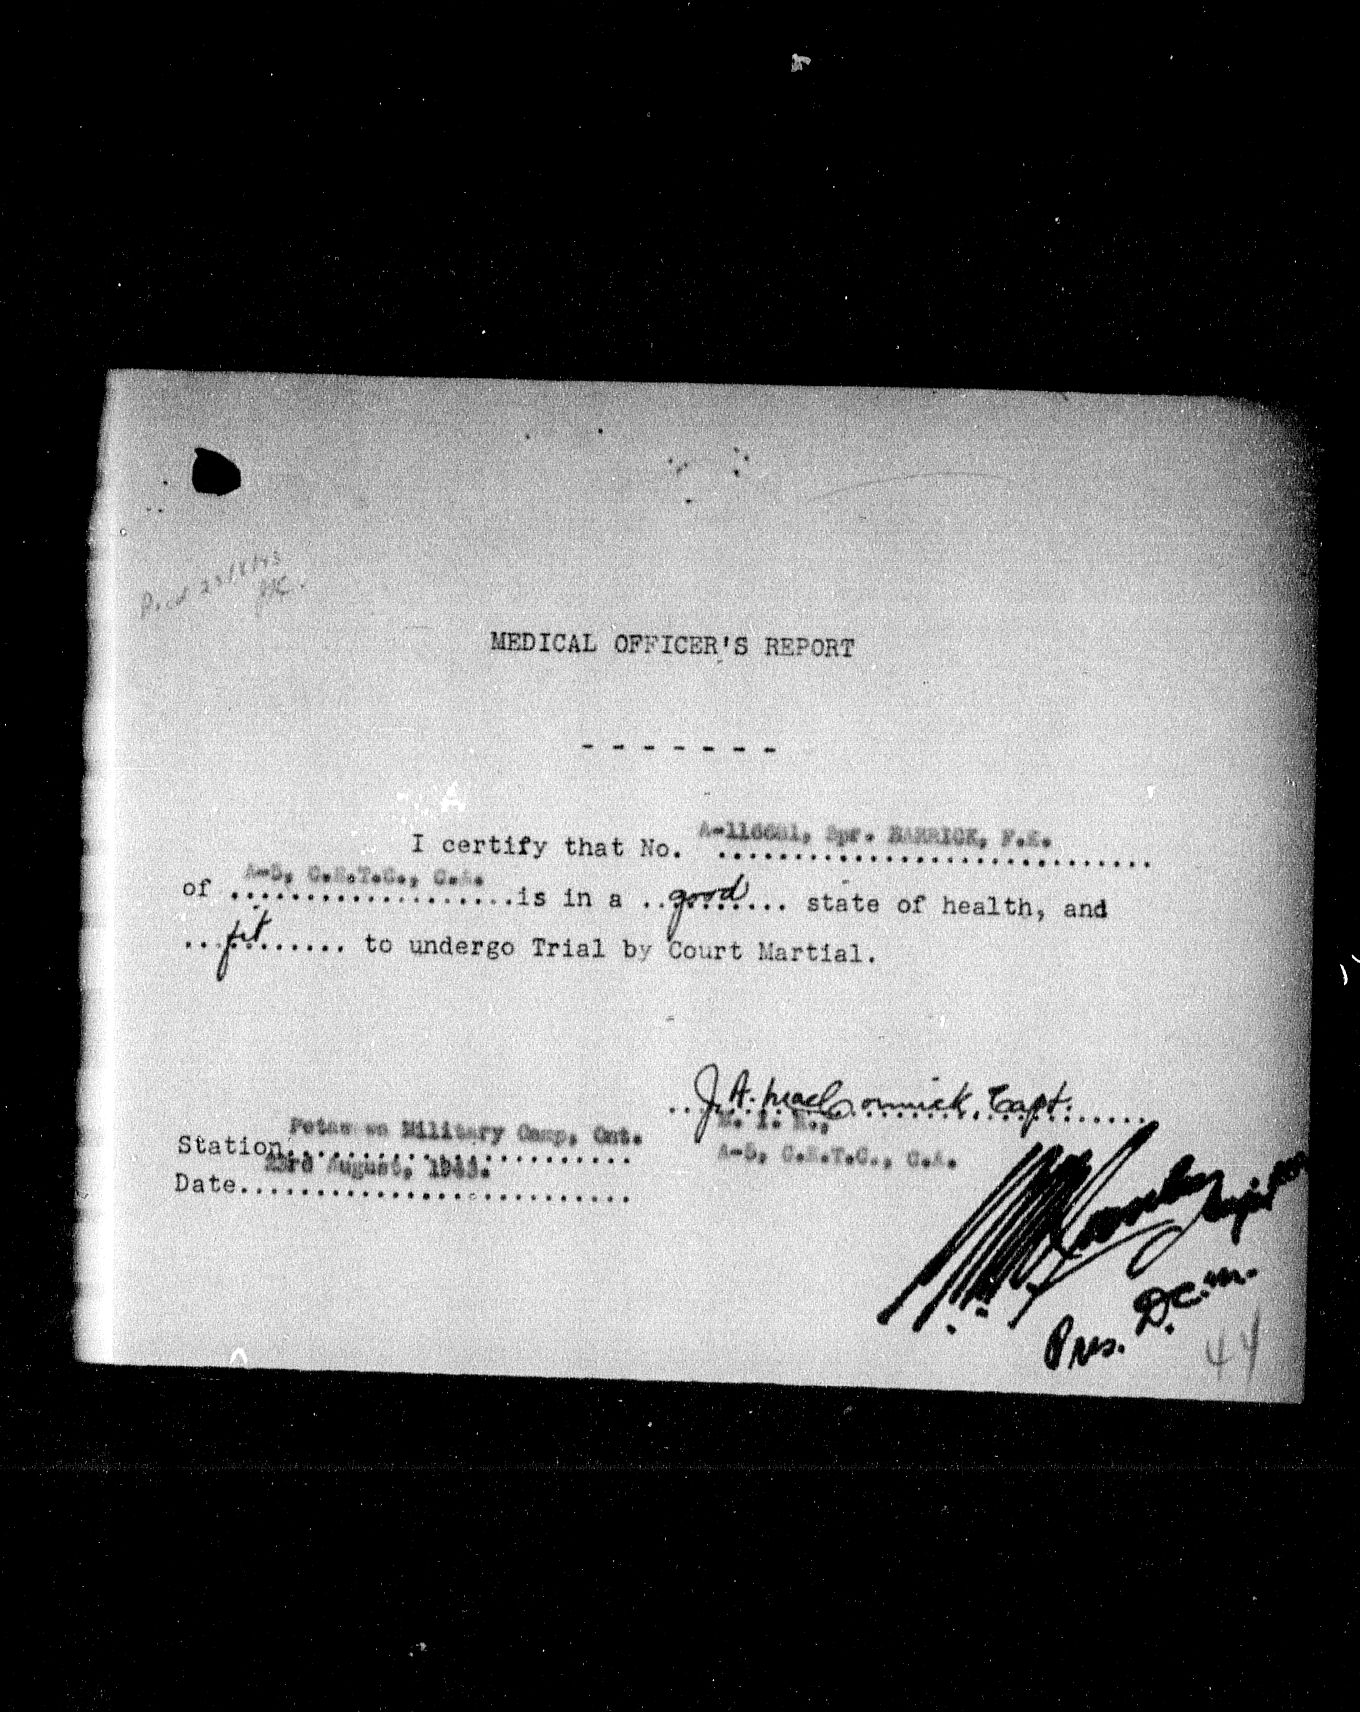 MEDICAL OFFICER'S REPORT
- - - - - - -
I certify that No. A-116681, Spr. BARRICK, F.E.
of A-5, C.E.T.C., C.A. is in a ..good.... state of health, and
...fit....... to undergo Trial by Court Martial.
J. A. MacCormick, Capt.
A-5, C.E.T.C., C.A.
Station Petawawa Military Camp, Ont.
Date 23rd August, 1943.
Pres. D.C.M.
44